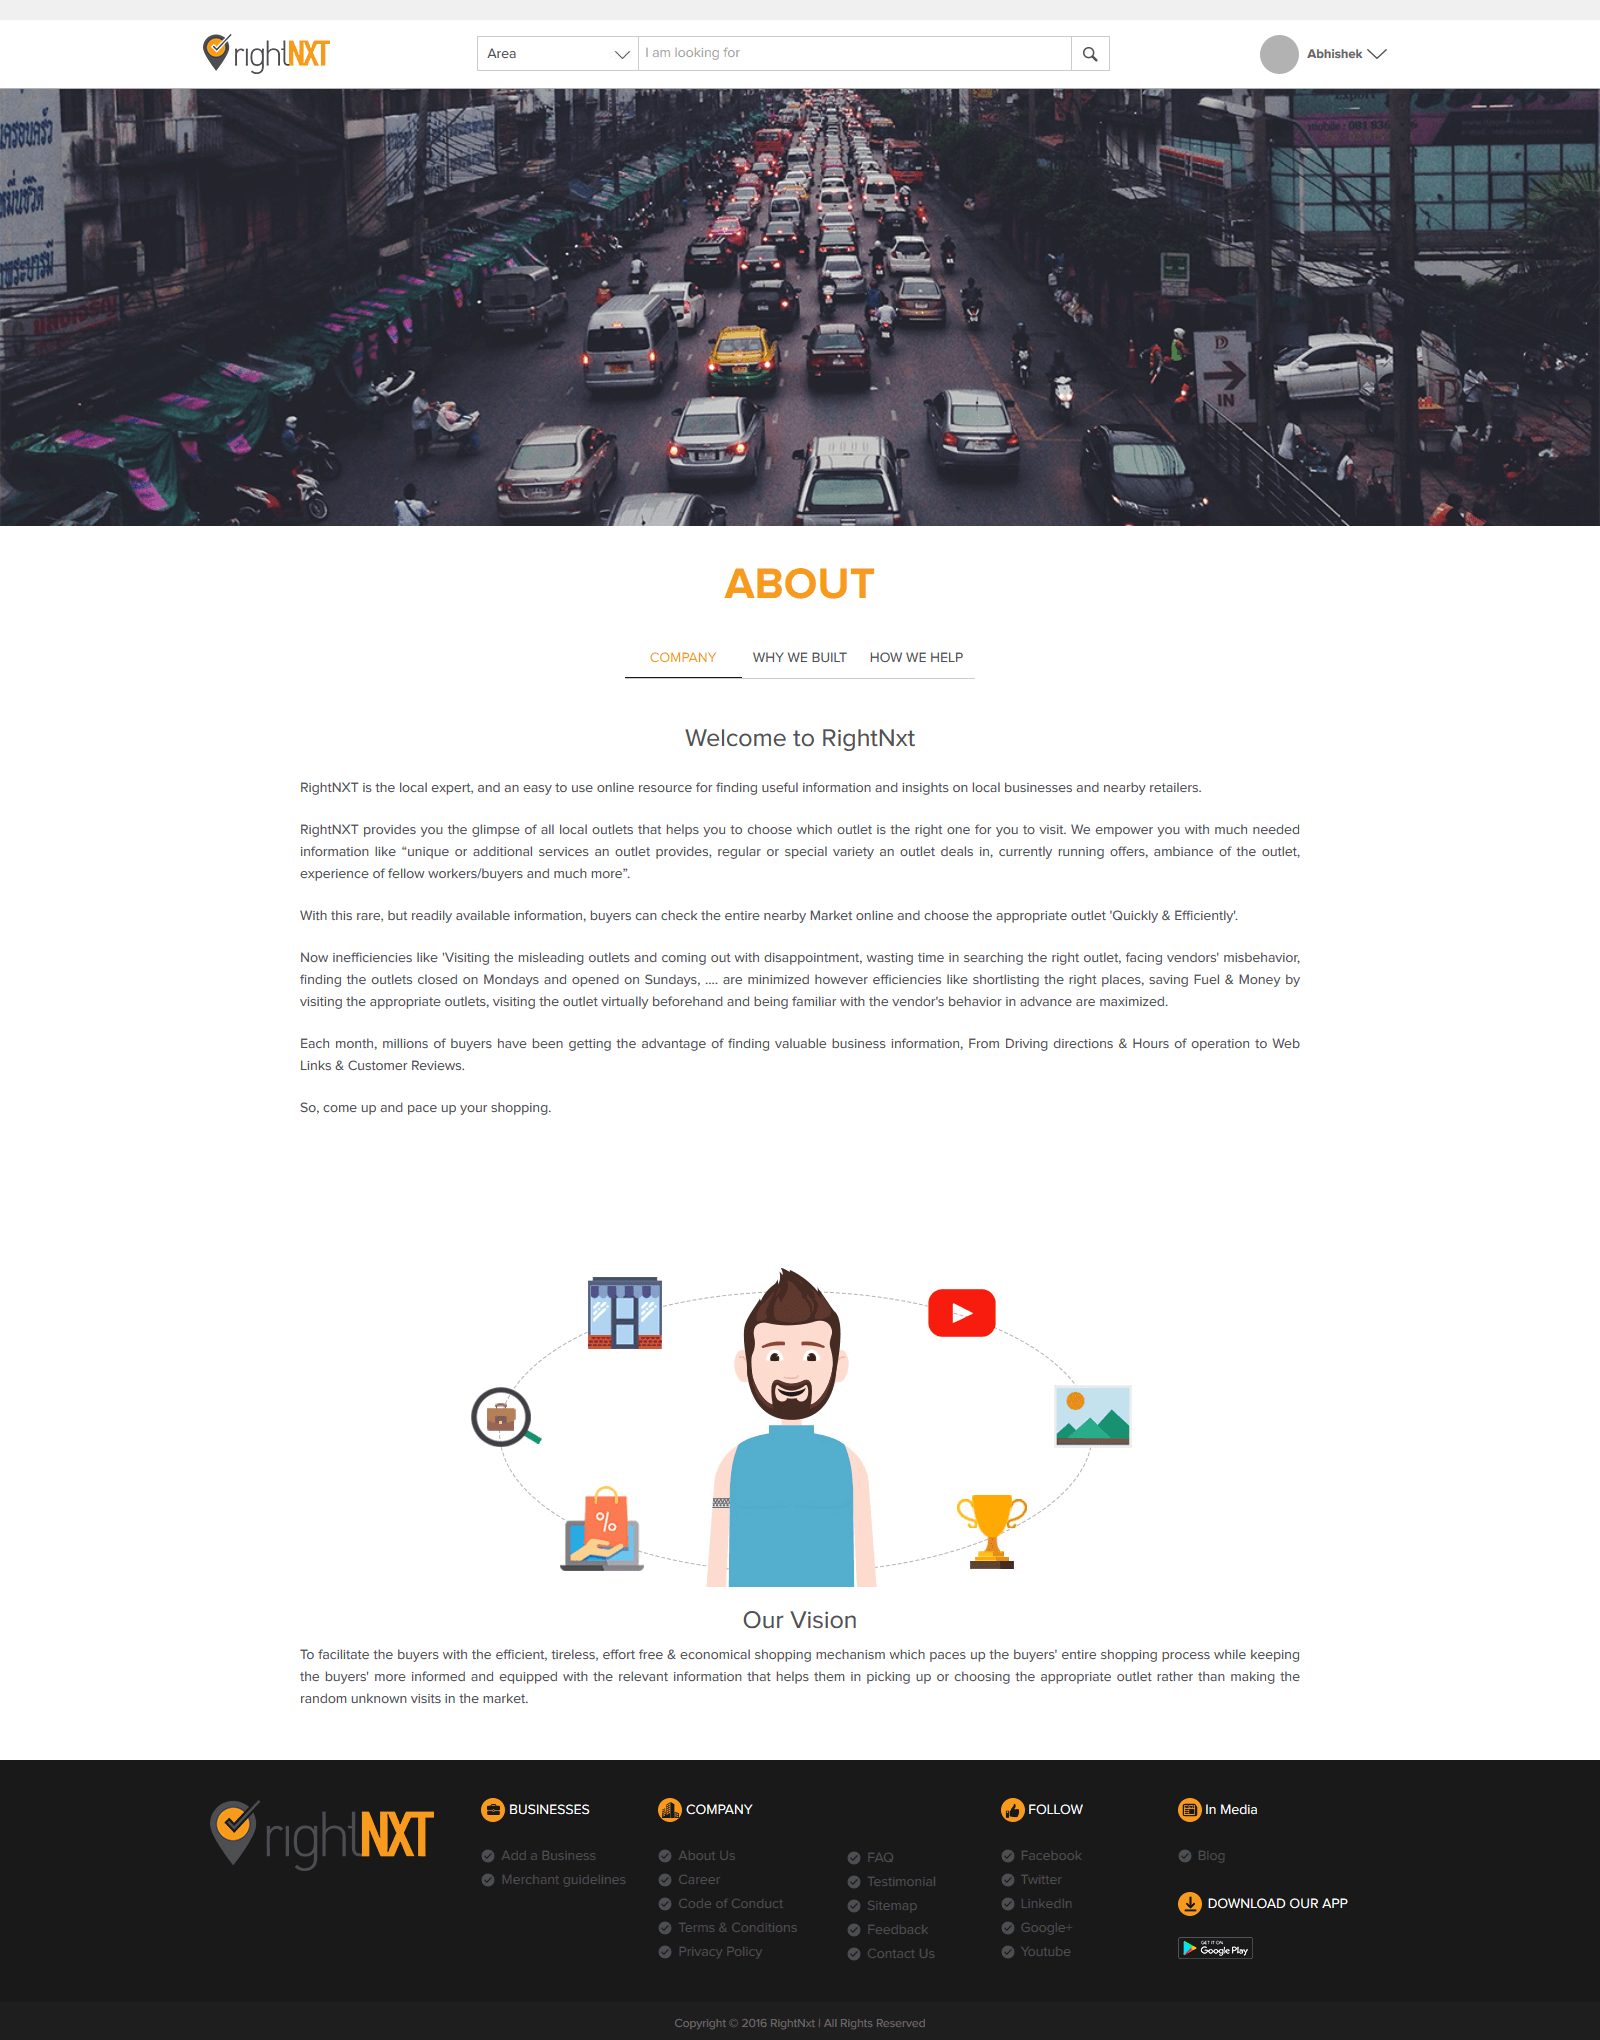 rightNXT
Area
I am looking for
Abhishek
IN
ABOUT
COMPANY
WHY WE BUILT
HOW WE HELP
Welcome to RightNxt
RightNXT is the local expert, and an easy to use online resource for finding useful information and insights on local businesses and nearby retailers.
RightNXT provides you the glimpse of all local outlets that helps you to choose which outlet is the right one for you to visit. We empower you with much needed
information like “unique or additional services an outlet provides, regular or special variety an outlet deals in, currently running offers, ambiance of the outlet,
experience of fellow workers/buyers and much more”.
With this rare, but readily available information, buyers can check the entire nearby Market online and choose the appropriate outlet 'Quickly & Efficiently'.
Now inefficiencies like 'Visiting the misleading outlets and coming out with disappointment, wasting time in searching the right outlet, facing vendors' misbehavior,
finding the outlets closed on Mondays and opened on Sundays, .... are minimized however efficiencies like shortlisting the right places, saving Fuel & Money by
visiting the appropriate outlets, visiting the outlet virtually beforehand and being familiar with the vendor's behavior in advance are maximized.
Each month, millions of buyers have been getting the advantage of finding valuable business information, From Driving directions & Hours of operation to Web
Links & Customer Reviews.
So, come up and pace up your shopping.
%
Our Vision
To facilitate the buyers with the efficient, tireless, effort free & economical shopping mechanism which paces up the buyers' entire shopping process while keeping
the buyers' more informed and equipped with the relevant information that helps them in picking up or choosing the appropriate outlet rather than making the
random unknown visits in the market.
rightNXT
BUSINESSES
Add a Business
Merchant guidelines
COMPANY
About Us
Career
Code of Conduct
Terms & Conditions
Privacy Policy
FAQ
Testimonial
Sitemap
Feedback
Contact Us
FOLLOW
Facebook
Twitter
LinkedIn
Google+
Youtube
In Media
Blog
DOWNLOAD OUR APP
GET IT ON
Google Play
Copyright © 2016 RightNxt | All Rights Reserved